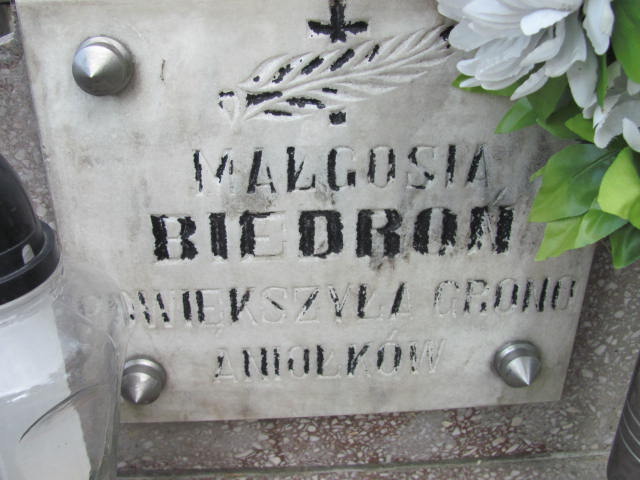 MAŁGOSIA
BIEDROŃ
POWIĘKSZYŁA GRONO
ANIOŁKÓW